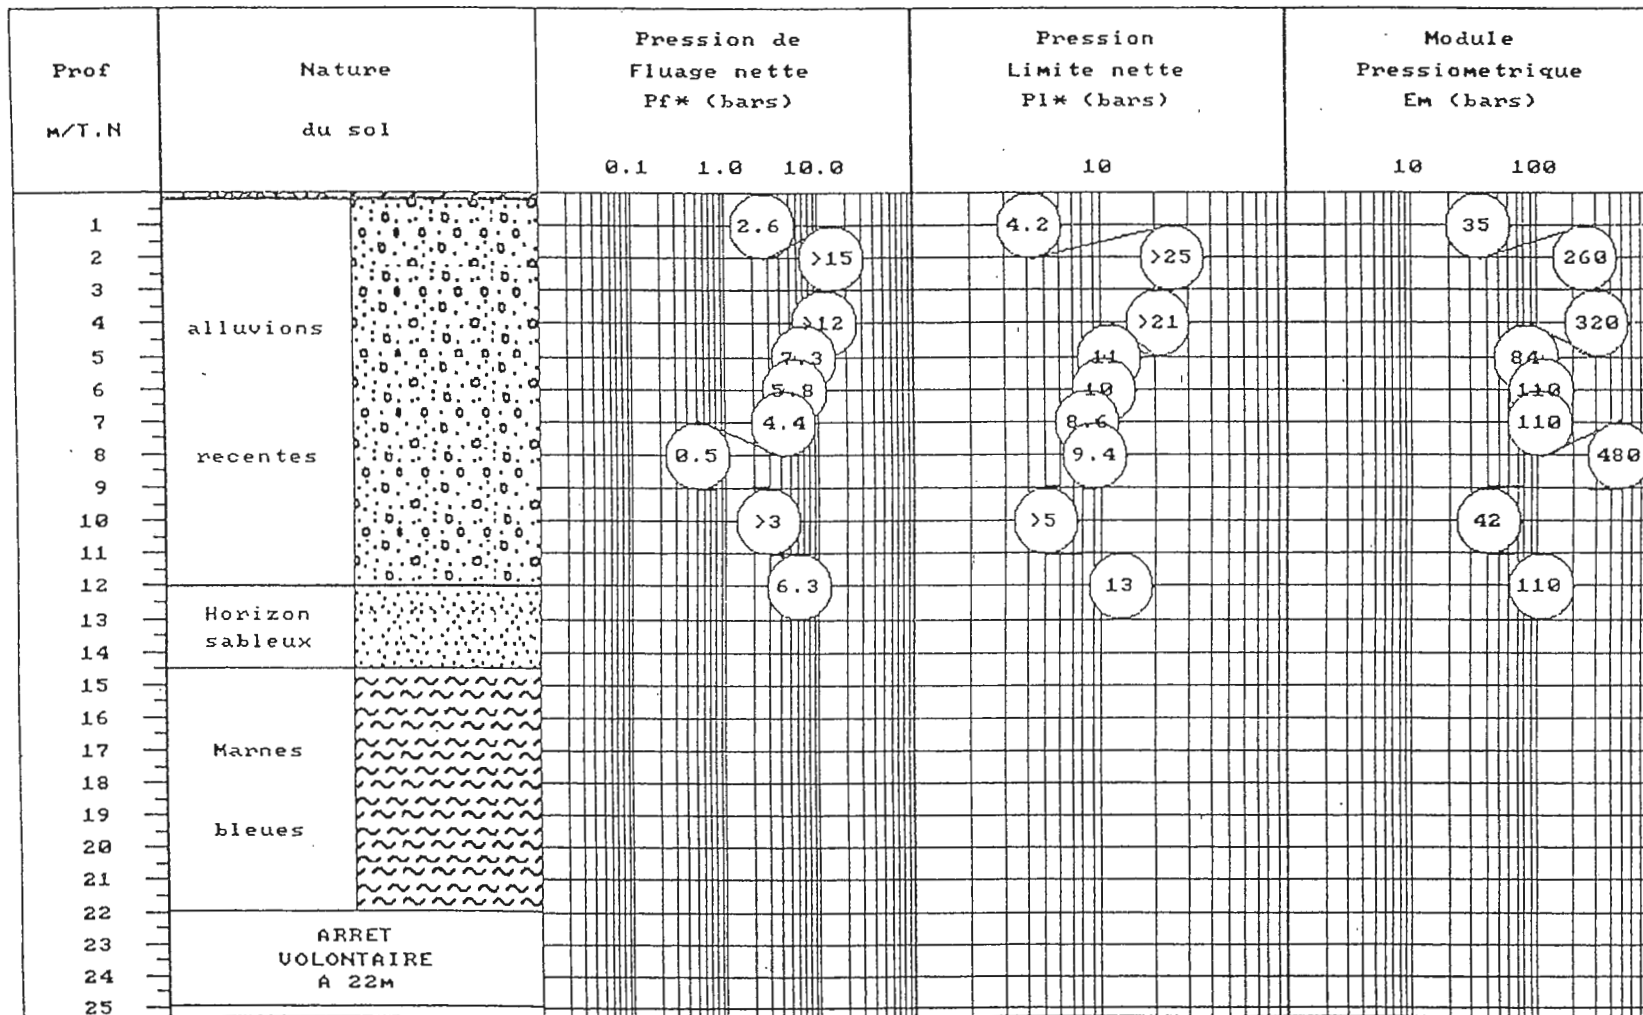 Prof
M/T.N
Nature
du sol
Pression de
Fluage nette
Pf* (bars)
0.1 1.0 10.0
Pression
Limite nette
Pl* (bars)
10
Module
Pressiometrique
EM (bars)
10 100
1 2.6 4.2 35
2 >15 >25 260
3
4 alluvions >12 >21 320
5 7.3 11 84
6 5.8 10 110
7 4.4 8.6 110
8 recentes 0.5 9.4 480
9
10 >3 >5 42
11
12 6.3 13 110
13 Horizon
sableux
14
15
16
17 Marnes
18
19 bleues
20
21
22
23 ARRET
VOLONTAIRE
24 A 22M
25